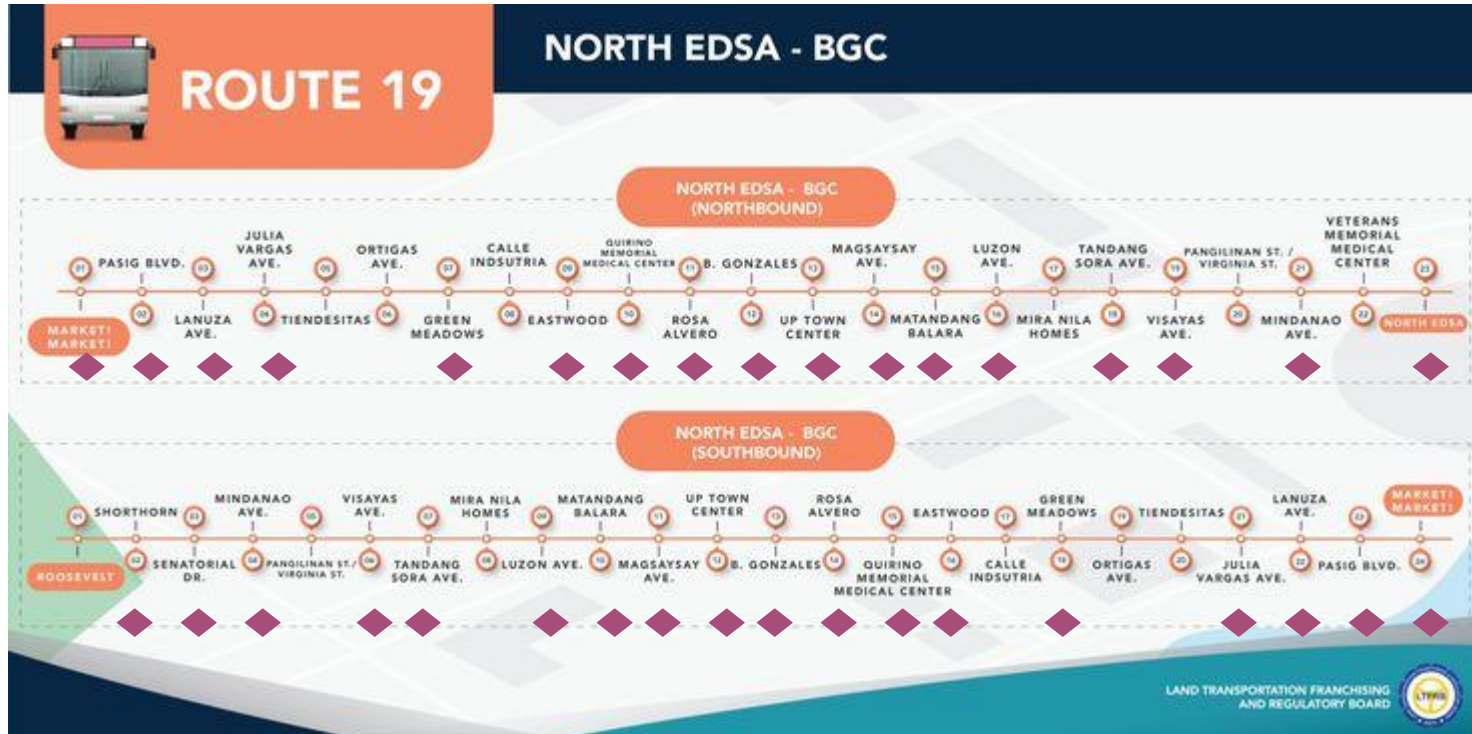 ROUTE 19
NORTH EDSA - BGC
NORTH EDSA - BGC
(NORTHBOUND)
01
MARKET!
MARKET!
02
PASIG BLVD.
03
LANUZA
AVE.
04
JULIA
VARGAS
AVE.
05
TIENDESITAS
06
ORTIGAS
AVE.
07
GREEN
MEADOWS
08
CALLE
INDSUTRIA
09
EASTWOOD
10
QUIRINO
MEMORIAL
MEDICAL CENTER
11
ROSA
ALVERO
12
B. GONZALES
13
UP TOWN
CENTER
14
MAGSAYSAY
AVE.
15
MATANDANG
BALARA
16
LUZON
AVE.
17
MIRA NILA
HOMES
18
TANDANG
SORA AVE.
19
VISAYAS
AVE.
20
PANGILINAN ST. /
VIRGINIA ST.
21
MINDANAO
AVE.
22
VETERANS
MEMORIAL
MEDICAL
CENTER
23
NORTH EDSA
NORTH EDSA - BGC
(SOUTHBOUND)
01
ROOSEVELT
02
SHORTHORN
03
SENATORIAL
DR.
04
MINDANAO
AVE.
05
PANGILINAN ST./
VIRGINIA ST.
06
VISAYAS
AVE.
07
TANDANG
SORA AVE.
08
MIRA NILA
HOMES
09
LUZON AVE.
10
MATANDANG
BALARA
11
MAGSAYSAY
AVE.
12
UP TOWN
CENTER
13
B. GONZALES
14
ROSA
ALVERO
15
QUIRINO
MEMORIAL
MEDICAL CENTER
16
EASTWOOD
17
CALLE
INDSUTRIA
18
GREEN
MEADOWS
19
ORTIGAS
AVE.
20
TIENDESITAS
21
JULIA
VARGAS AVE.
22
LANUZA
AVE.
23
PASIG BLVD.
24
MARKET!
MARKET!
LAND TRANSPORTATION FRANCHISING
AND REGULATORY BOARD
LTFRB